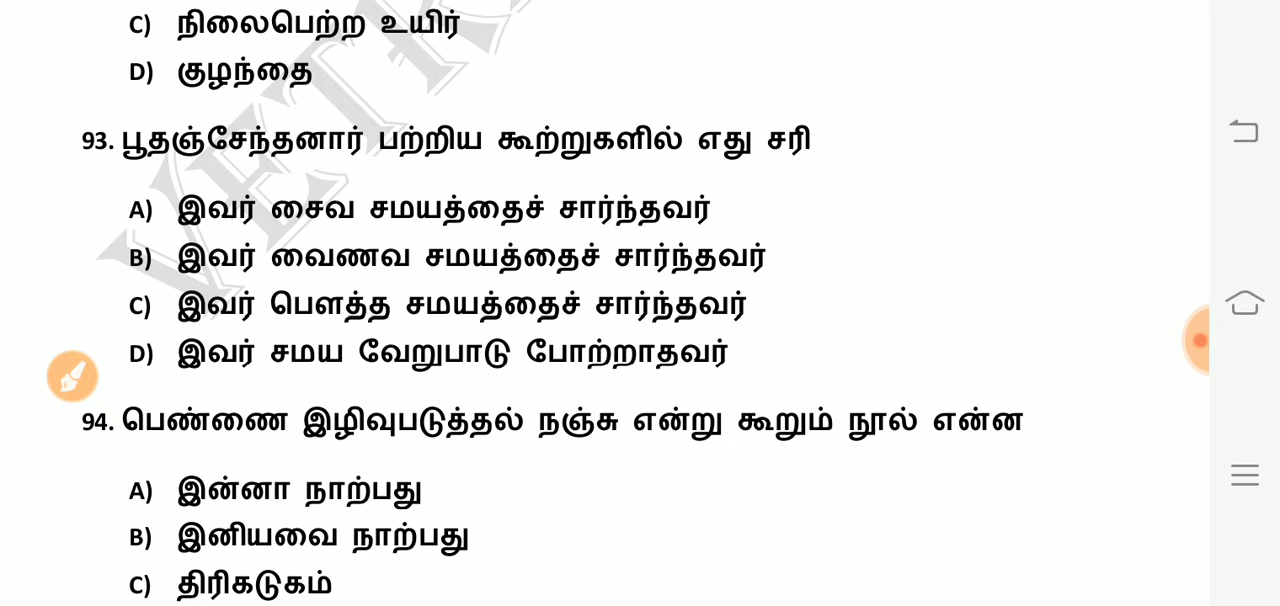 C) நிலைபெற்ற உயிர்
D) குழந்தை
93. பூதஞ்சேந்தனார் பற்றிய கூற்றுகளில் எது சரி
A) இவர் சைவ சமயத்தைச் சார்ந்தவர்
B) இவர் வைணவ சமயத்தைச் சார்ந்தவர்
C) இவர் பௌத்த சமயத்தைச் சார்ந்தவர்
D) இவர் சமய வேறுபாடு போற்றாதவர்
94. பெண்ணை இழிவுபடுத்தல் நஞ்சு என்று கூறும் நூல் என்ன
A) இன்னா நாற்பது
B) இனியவை நாற்பது
C) திரிகடுகம்